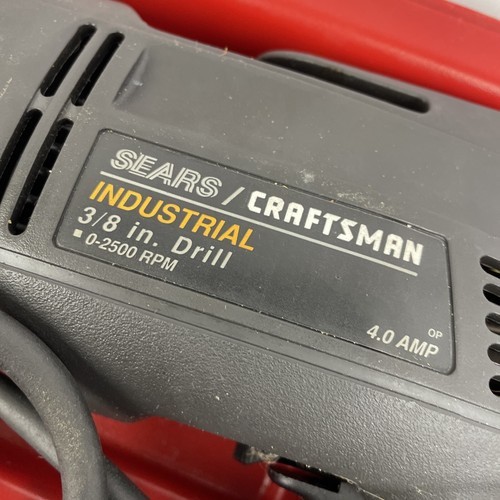 SEARS / CRAFTSMAN
INDUSTRIAL
3/8 in. Drill
▪ 0-2500 RPM
OP
4.0 AMP